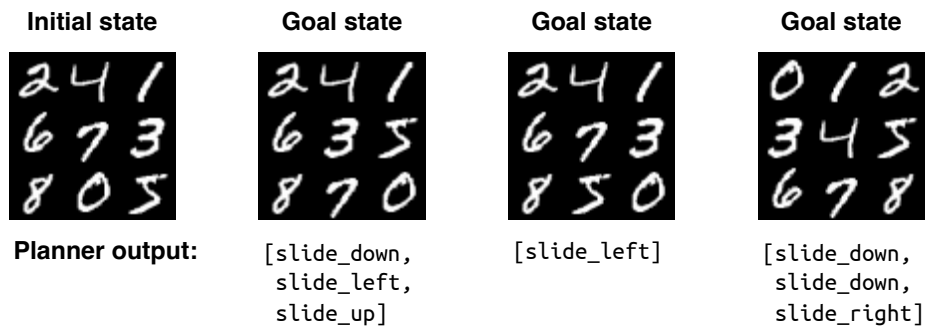 Initial state Goal state Goal state Goal state
2 4 1 2 4 1 2 4 1 0 1 2
6 7 3 6 3 5 6 7 3 3 4 5
8 0 5 8 7 0 8 5 0 6 7 8
Planner output: [slide_down, [slide_left] [slide_down,
slide_left, slide_down,
slide_up] slide_right]